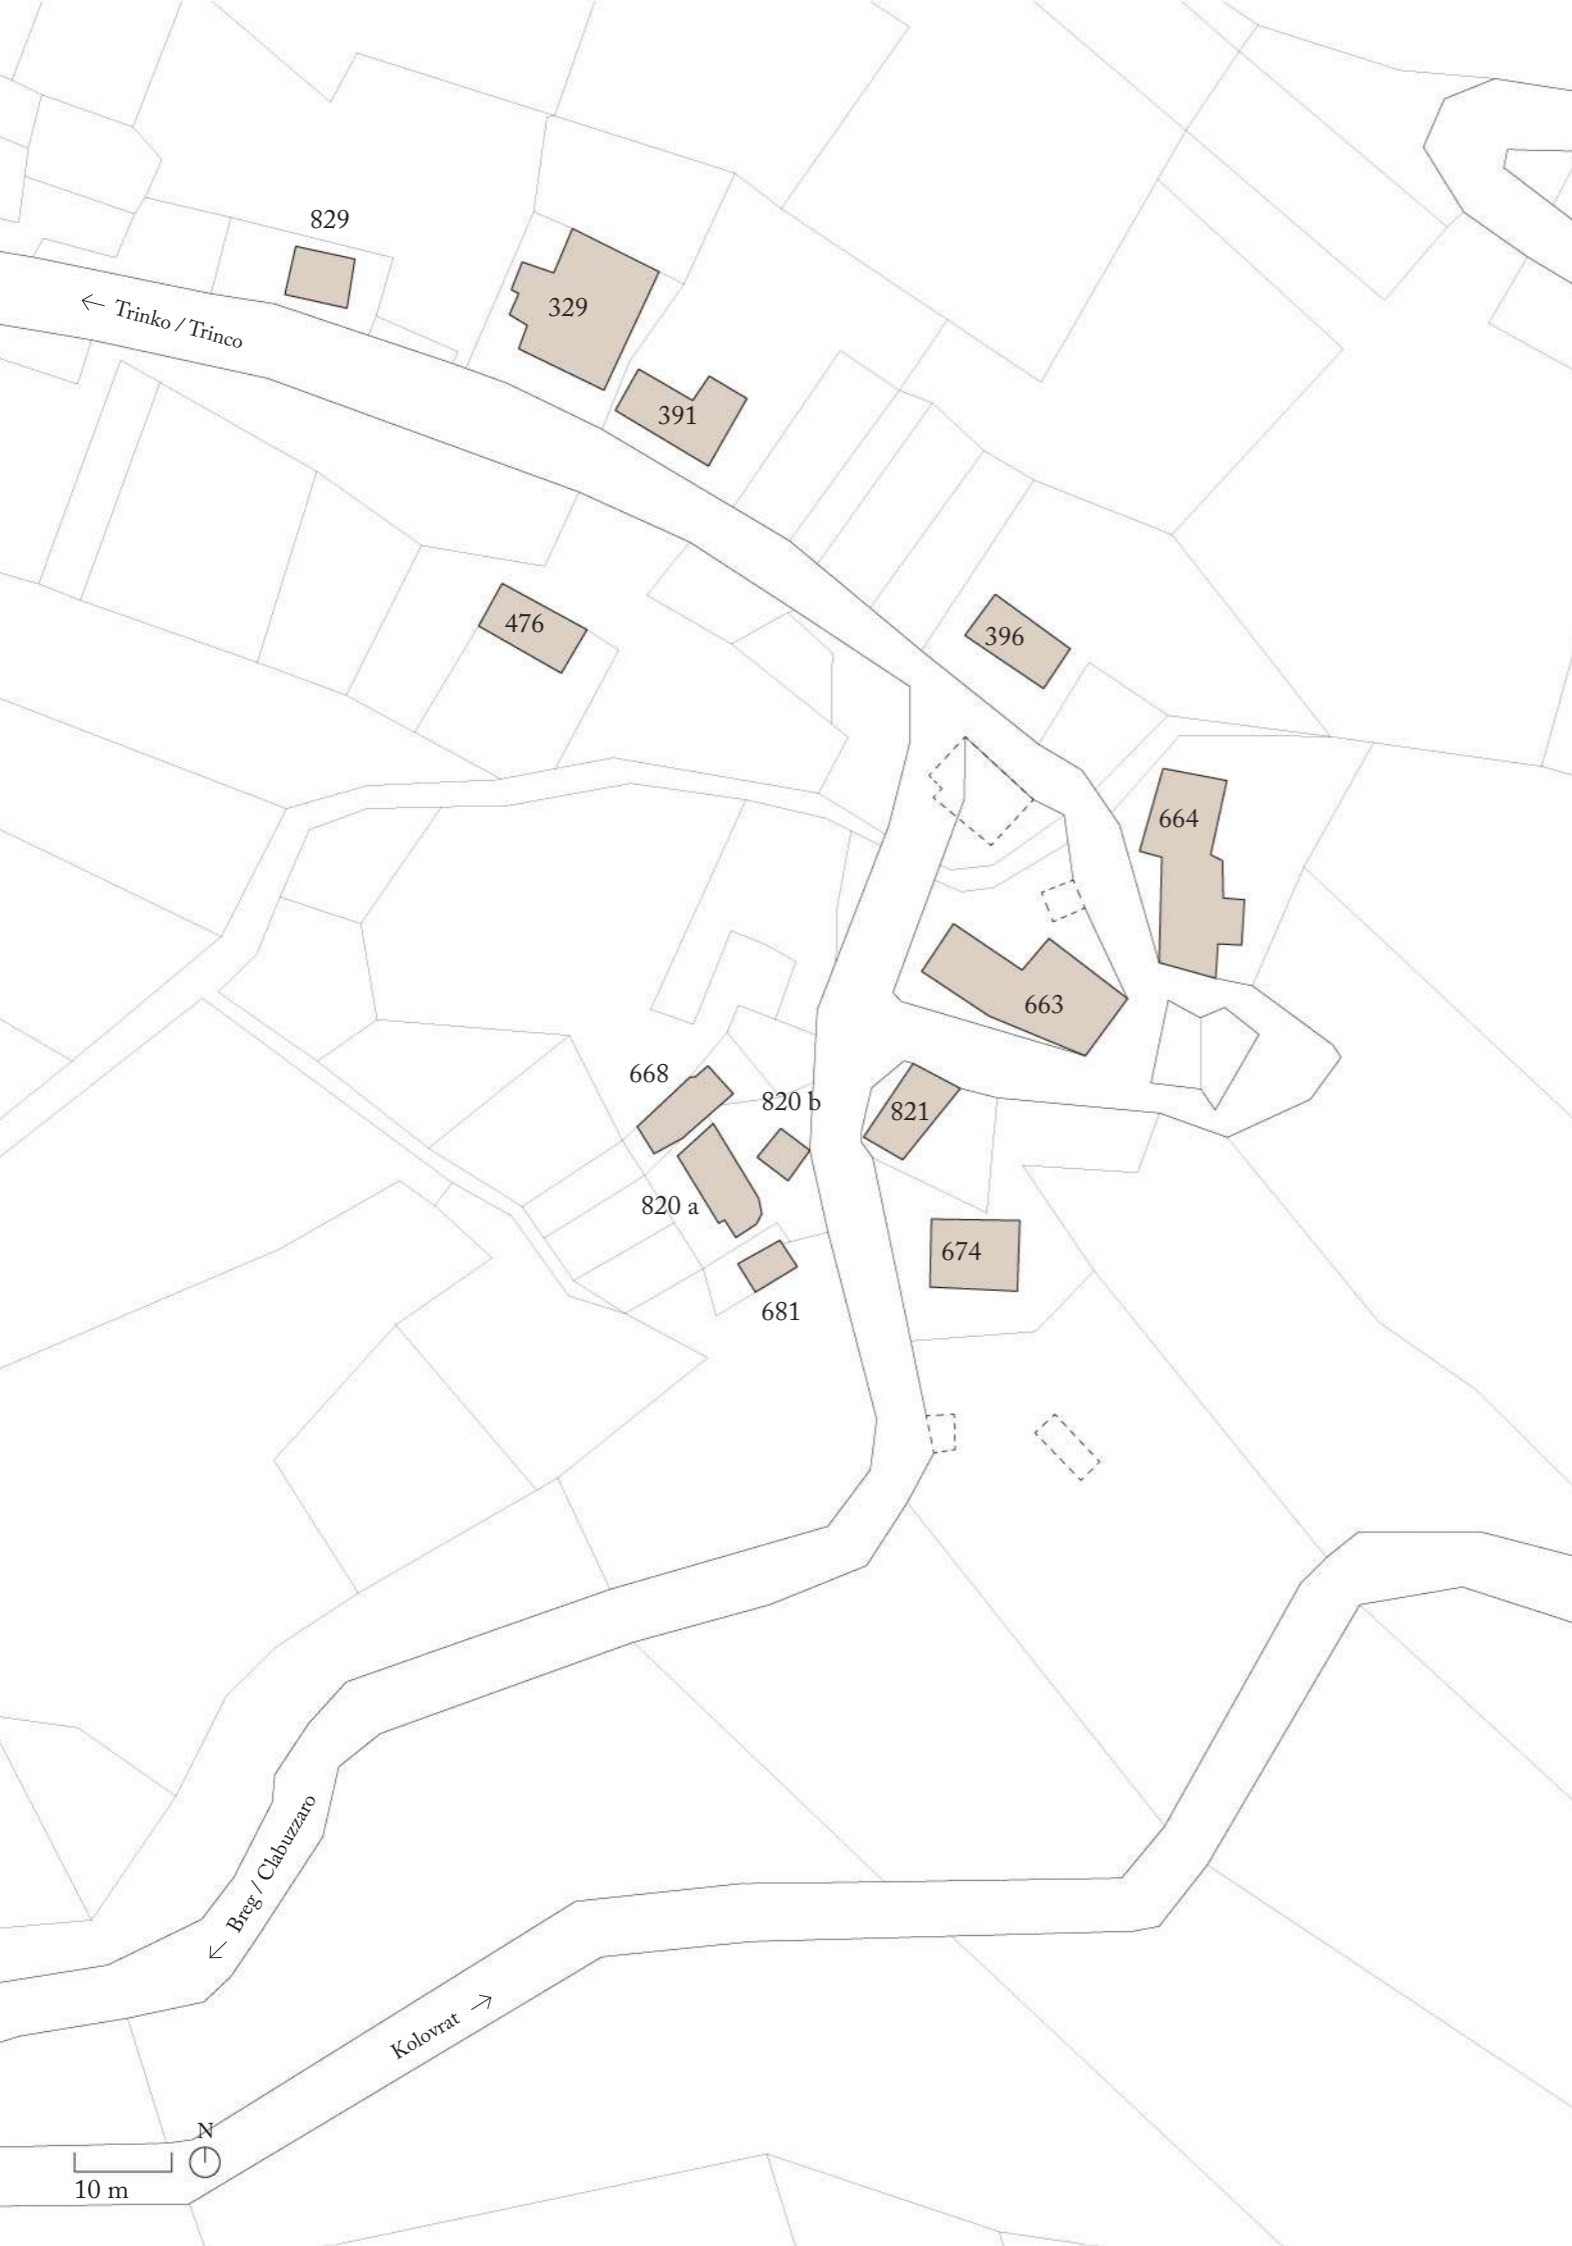 829
329
← Trinko / Trinco
391
476
396
664
663
668
820 b
821
820 a
674
681
← Breg / Clabuzzaro
Kolovrat →
N
10 m